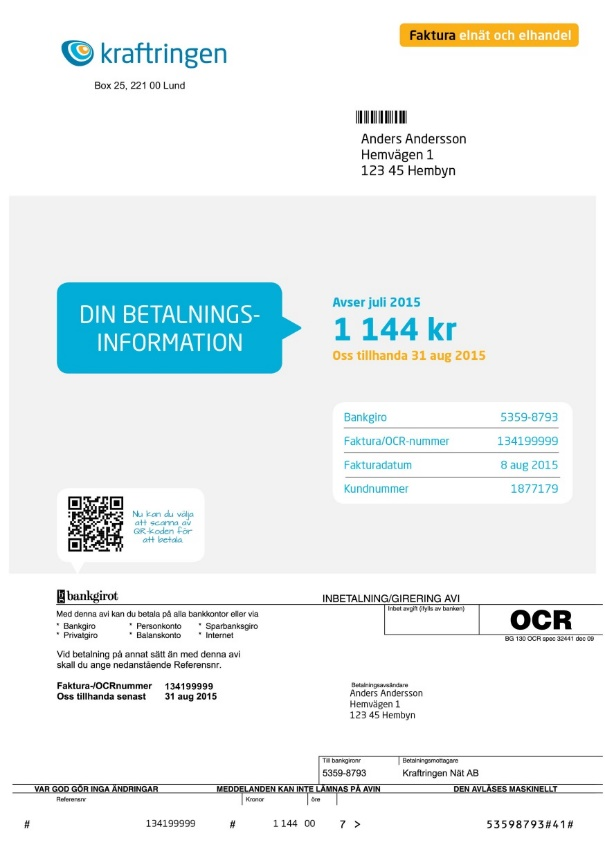 kraftringen
Faktura elnät och elhandel
Box 25, 221 00 Lund
Anders Andersson
Hemvägen 1
123 45 Hembyn
DIN BETALNINGS-
INFORMATION
Avser juli 2015
1 144 kr
Oss tillhanda 31 aug 2015
Bankgiro 5359-8793
Faktura/OCR-nummer 134199999
Fakturadatum 8 aug 2015
Kundnummer 1877179
Nu kan du välja
att scanna av
QR-koden för
att betala.
bankgirot
INBETALNING/GIRERING AVI
Inbet avgift (ifylls av banken)
OCR
BG 130 OCR spec 32441 dec 09
Med denna avi kan du betala på alla bankkontor eller via
* Bankgiro * Personkonto * Sparbanksgiro
* Privatgiro * Balanskonto * Internet
Vid betalning på annat sätt än med denna avi
skall du ange nedanstående Referensnr.
Faktura-/OCRnummer 134199999
Oss tillhanda senast 31 aug 2015
Betalningsavsändare
Anders Andersson
Hemvägen 1
123 45 Hembyn
Till bankgironr Betalningsmottagare
5359-8793 Kraftringen Nät AB
VAR GOD GÖR INGA ÄNDRINGAR MEDDELANDEN KAN INTE LÄMNAS PÅ AVIN DEN AVLÄSES MASKINELLT
Referensnr Kronor öre
# 134199999 # 1 144 00 7 > 53598793#41#